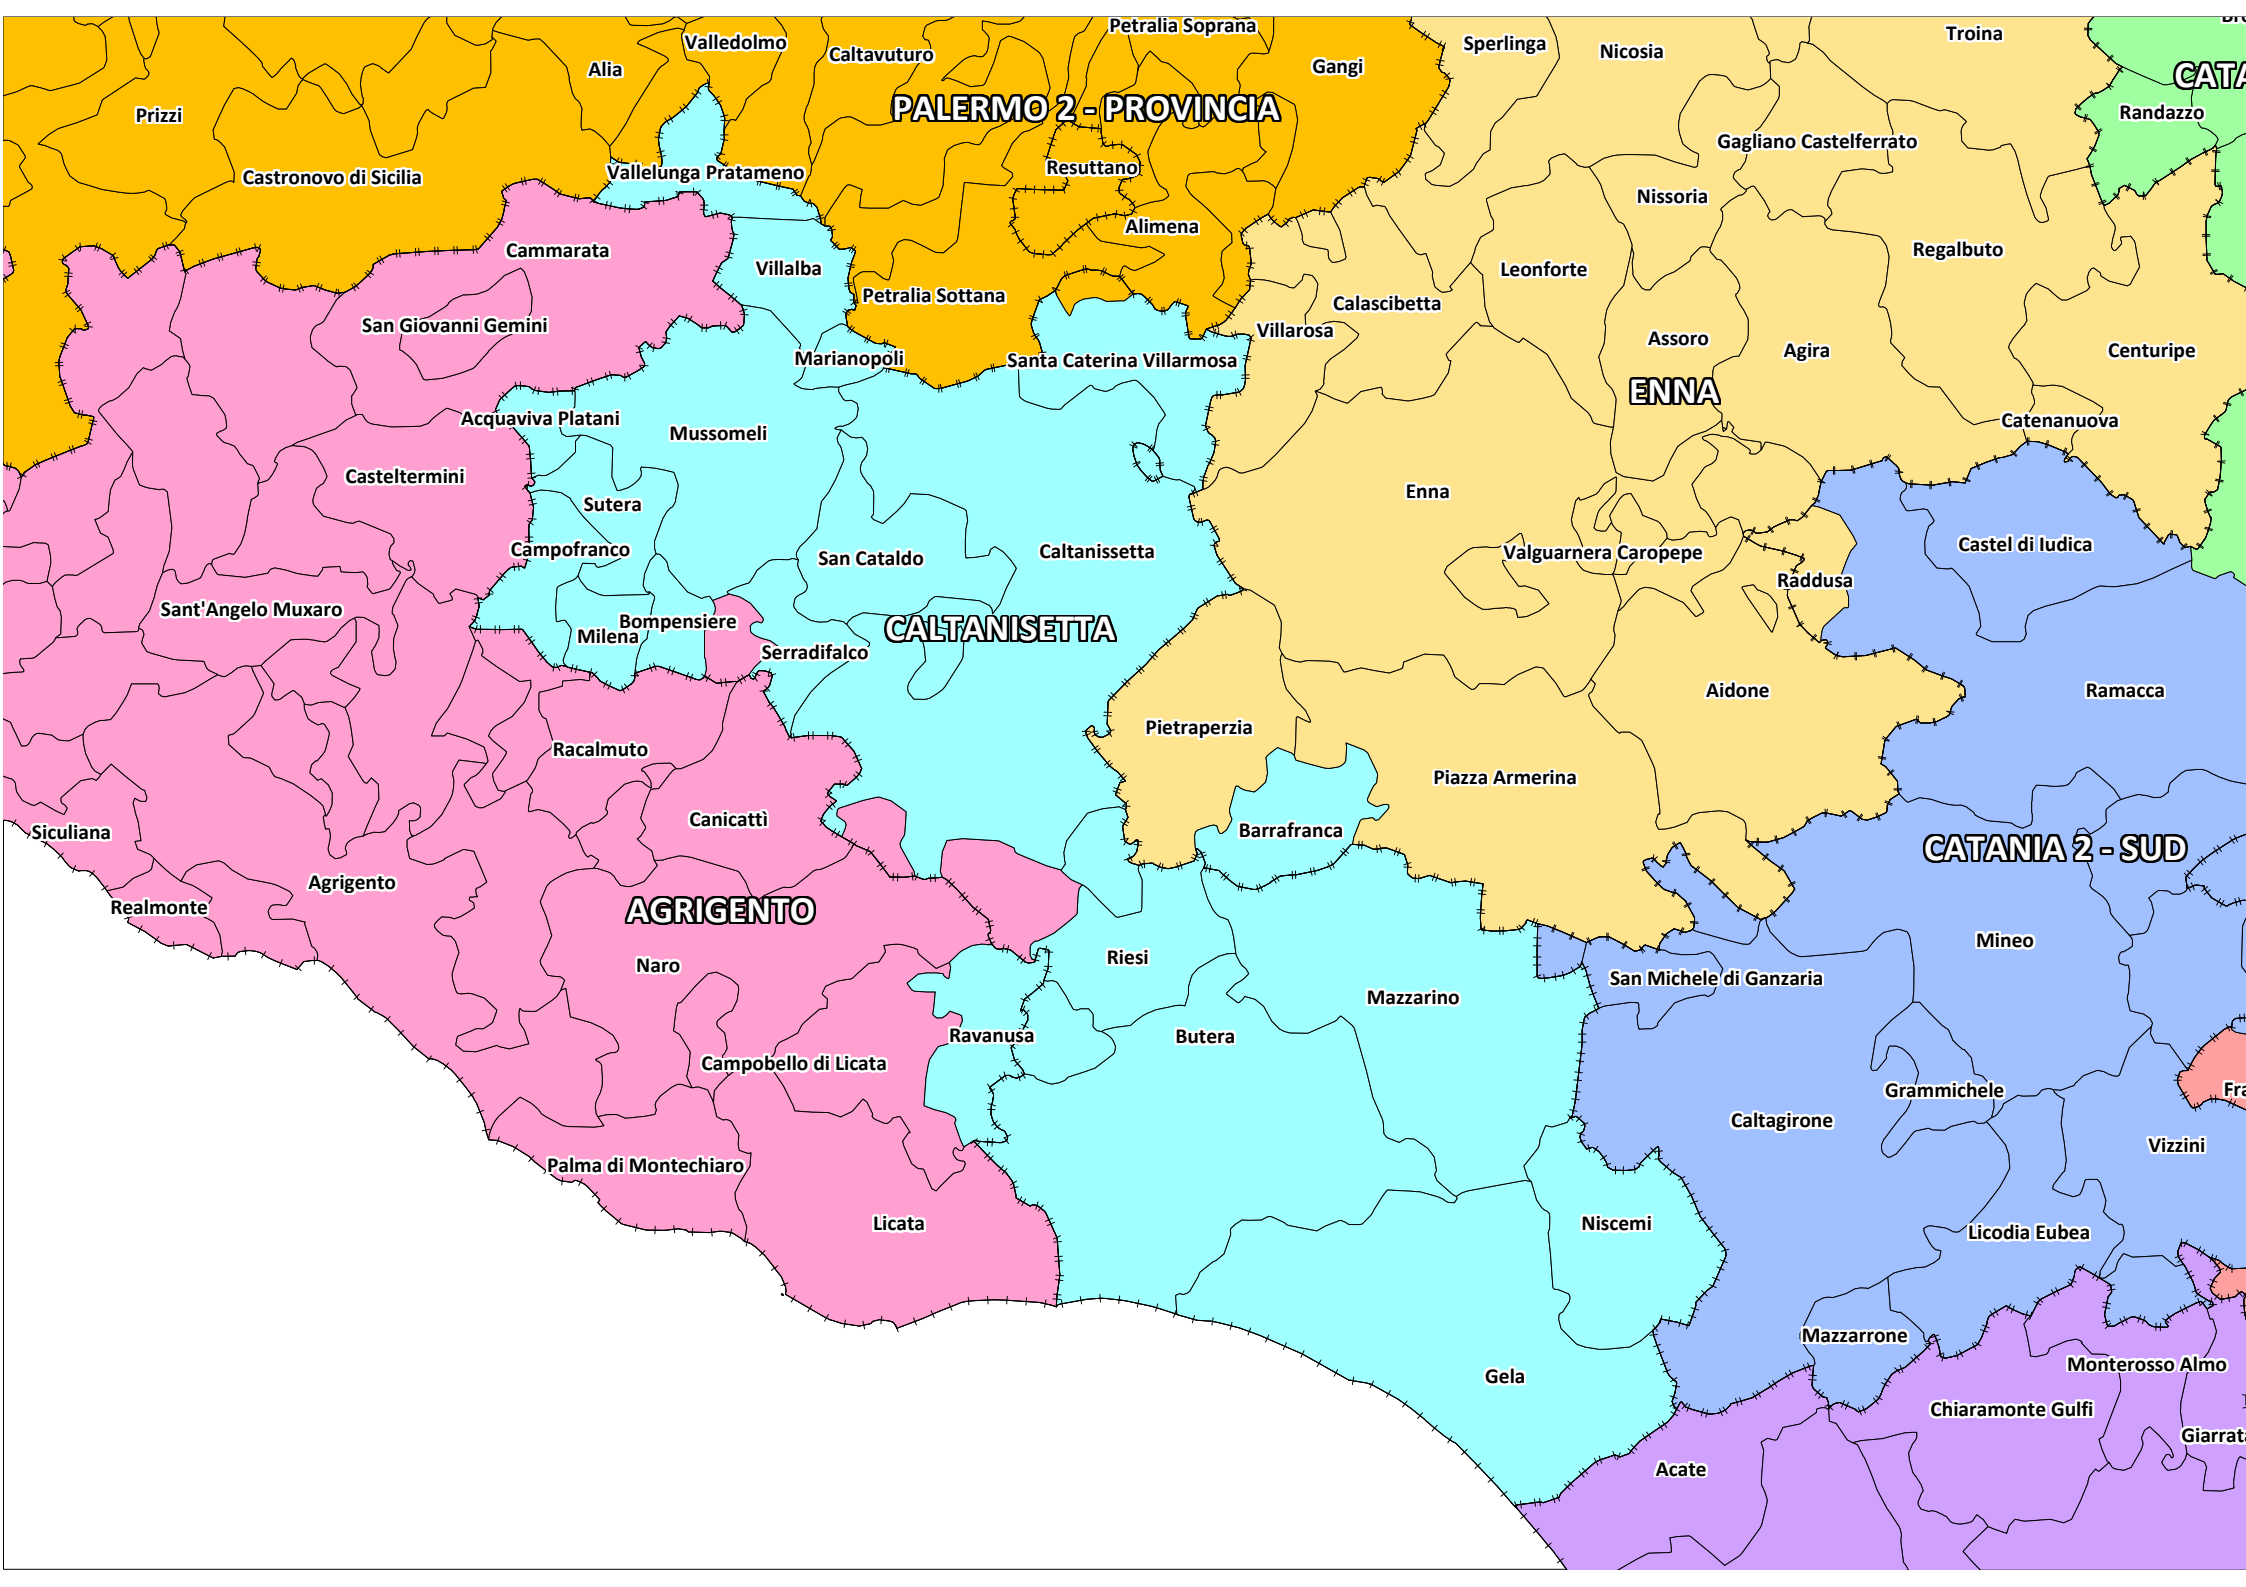 Petralia Soprana
Troina
Valledolmo
Caltavuturo
Sperlinga
Nicosia
Alia
Gangi
CATA
PALERMO 2 - PROVINCIA
Prizzi
Randazzo
Gagliano Castelferrato
Resuttano
Vallelunga Pratameno
Castronovo di Sicilia
Nissoria
Alimena
Cammarata
Regalbuto
Villalba
Leonforte
Petralia Sottana
Calascibetta
San Giovanni Gemini
Villarosa
Assoro
Agira
Centuripe
Marianopoli
Santa Caterina Villarmosa
ENNA
Acquaviva Platani
Catenanuova
Mussomeli
Casteltermini
Enna
Sutera
Castel di Iudica
Campofranco
Caltanissetta
Valguarnera Caropepe
San Cataldo
Raddusa
Sant'Angelo Muxaro
Bompensiere
CALTANISETTA
Milena
Serradifalco
Aidone
Ramacca
Pietraperzia
Racalmuto
Piazza Armerina
Canicattì
Siculiana
Barrafranca
CATANIA 2 - SUD
Agrigento
Realmonte
AGRIGENTO
Mineo
Riesi
Naro
San Michele di Ganzaria
Mazzarino
Ravanusa
Butera
Campobello di Licata
Grammichele
Fra
Caltagirone
Vizzini
Palma di Montechiaro
Licata
Niscemi
Licodia Eubea
Mazzarrone
Monterosso Almo
Gela
Chiaramonte Gulfi
Giarrata
Acate